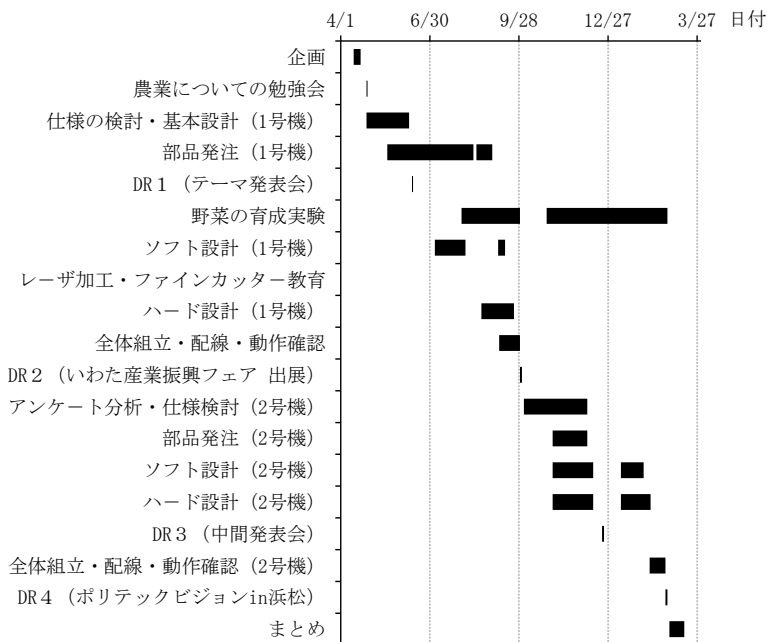 4/1 6/30 9/28 12/27 3/27 日付
企画
農業についての勉強会
仕様の検討・基本設計 (1号機)
部品発注 (1号機)
DR1 (テーマ発表会)
野菜の育成実験
ソフト設計 (1号機)
レーザ加工・ファインカッター教育
ハード設計 (1号機)
全体組立・配線・動作確認
DR2 (いわた産業振興フェア 出展)
アンケート分析・仕様検討 (2号機)
部品発注 (2号機)
ソフト設計 (2号機)
ハード設計 (2号機)
DR3 (中間発表会)
全体組立・配線・動作確認 (2号機)
DR4 (ポリテックビジョンin浜松)
まとめ